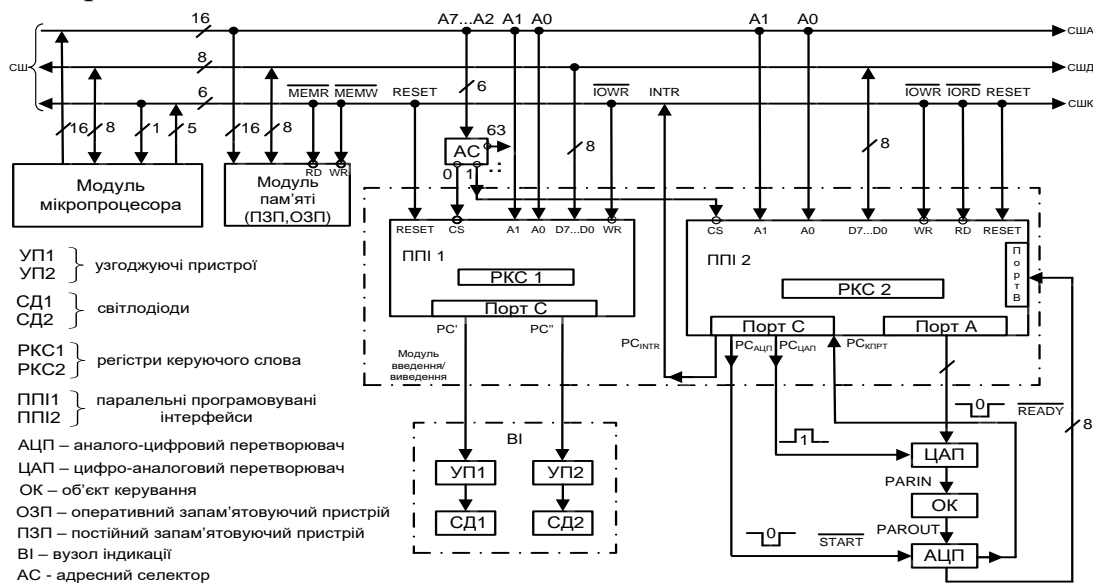 16 A7...A2 A1 A0 A1 A0 США
СШ 8 СШД
6 MEMR MEMW RESET 6 IOWR INTR IOWR IORD RESET СШК
16 8 1 5 16 8 63 8 8
АС
0 1
RD WR
Модуль
мікропроцесора
Модуль
пам'яті
(ПЗП,ОЗП)
RESET CS A1 A0 D7...D0 WR
ППІ 1
РКС 1
Порт С
PC' PC"
Модуль
введення/
виведення
CS A1 A0 D7...D0 WR RD RESET
ППІ 2
РКС 2
Порт В
Порт С Порт А
PCINTR PCАЦП PCЦАП PCКПРТ
0 READY 8
1
ЦАП
PARIN
ОК
PAROUT
0 START
АЦП
ВІ
УП1 УП2
СД1 СД2
УП1
УП2
узгоджуючі пристрої
СД1
СД2
світлодіоди
РКС1
РКС2
регістри керуючого слова
ППІ1
ППІ2
паралельні програмовувані
інтерфейси
АЦП – аналого-цифровий перетворювач
ЦАП – цифро-аналоговий перетворювач
ОК – об'єкт керування
ОЗП – оперативний запам'ятовуючий пристрій
ПЗП – постійний запам'ятовуючий пристрій
ВІ – вузол індикації
АС - адресний селектор